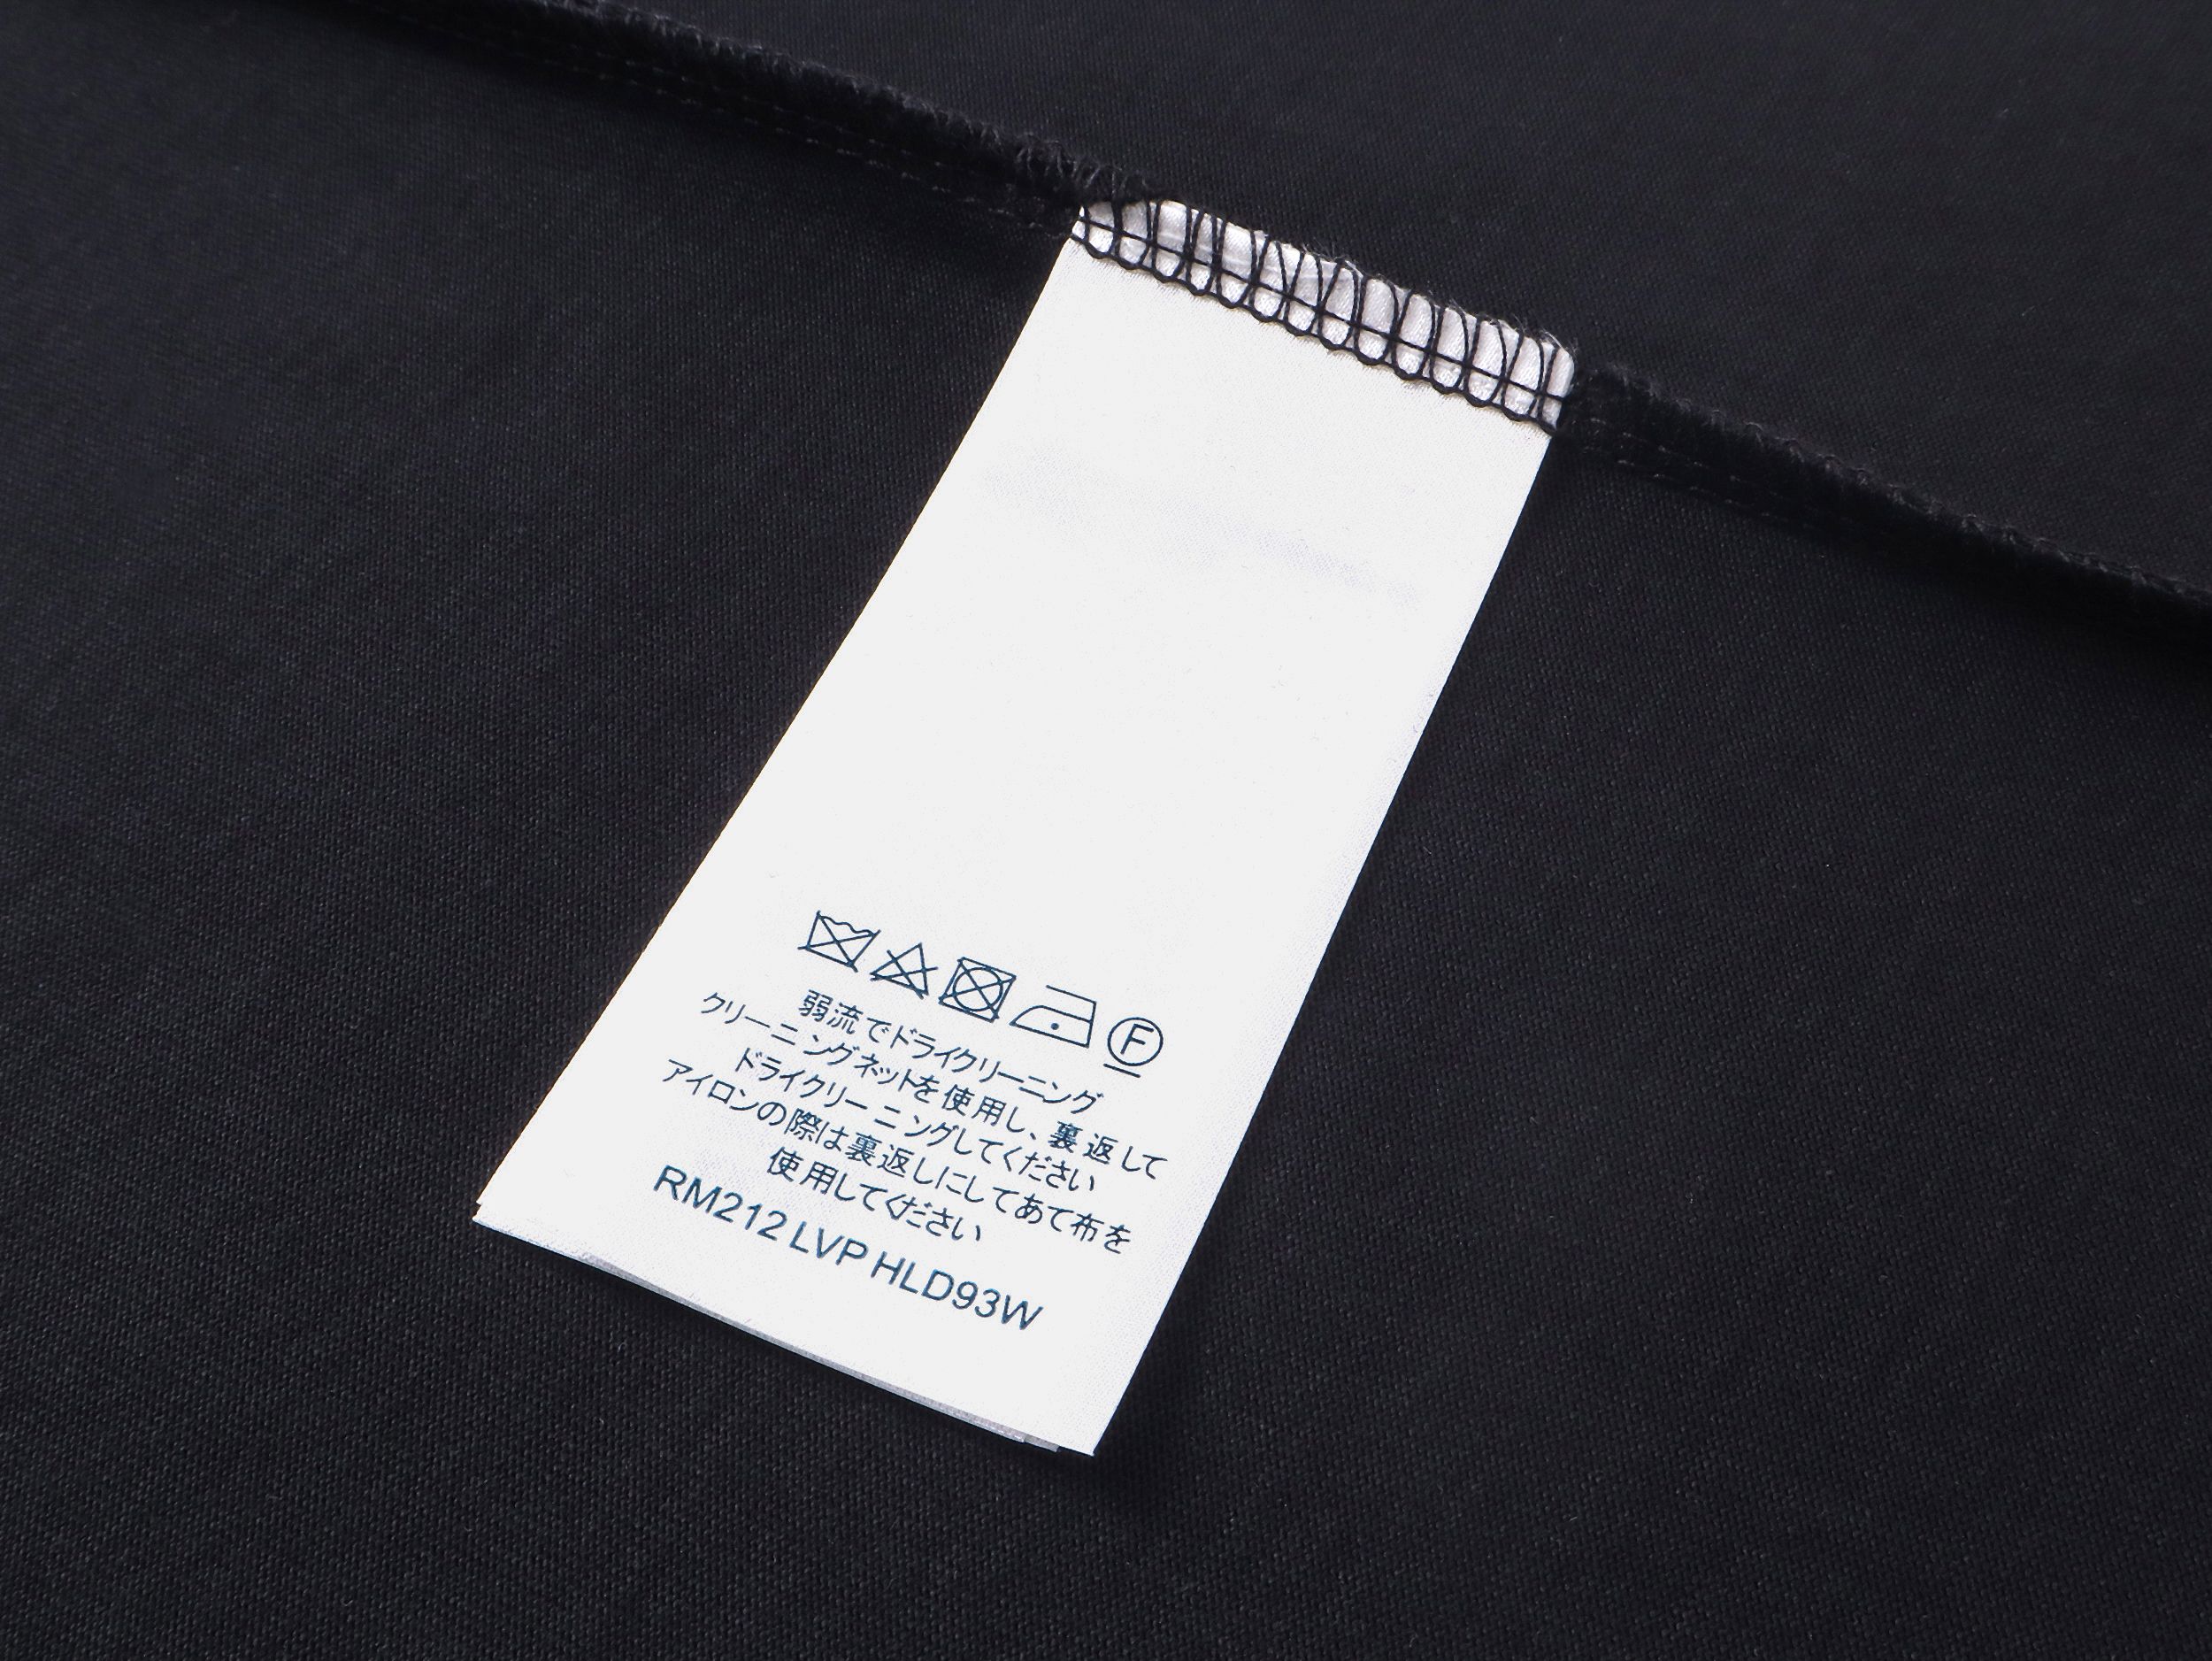 F
弱流でドライクリーニング
クリーニングネットを使用し、裏返して
ドライクリーニングしてください
アイロンの際は裏返しにしてあて布を
使用してください
RM212 LVP HLD93W